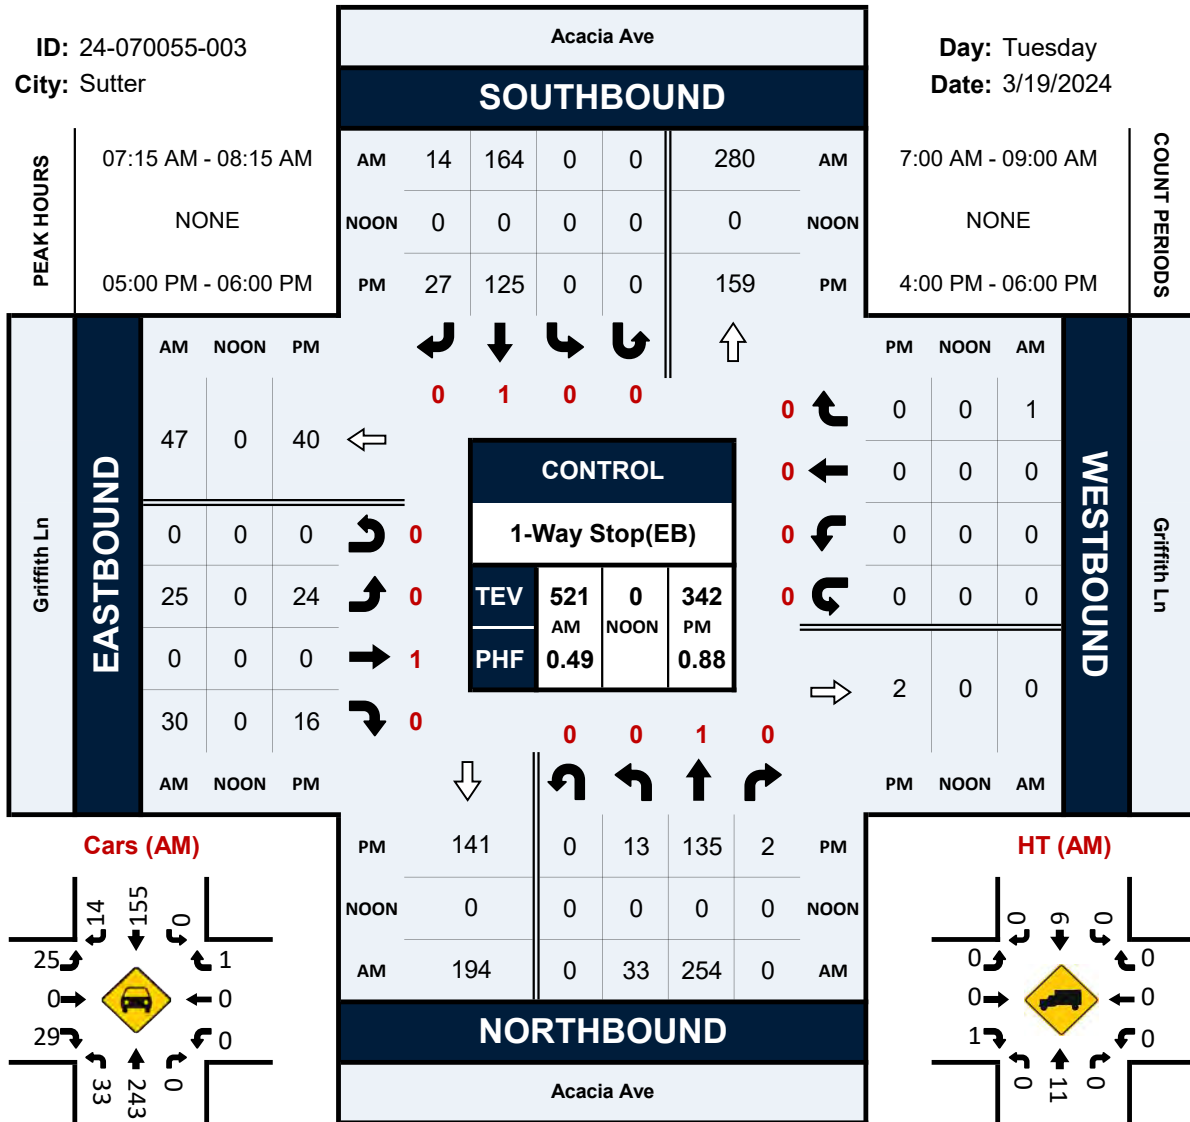 ID: 24-070055-003
City: Sutter
Acacia Ave
SOUTHBOUND
Day: Tuesday
Date: 3/19/2024
PEAK HOURS
07:15 AM - 08:15 AM
NONE
05:00 PM - 06:00 PM
AM 14 164 0 0 280 AM
NOON 0 0 0 0 0 NOON
PM 27 125 0 0 159 PM
0 1 0 0
7:00 AM - 09:00 AM
NONE
4:00 PM - 06:00 PM
COUNT PERIODS
Griffith Ln
EASTBOUND
AM NOON PM
47 0 40
0 0 0 0
25 0 24 0
0 0 0 1
30 0 16 0
AM NOON PM
CONTROL
1-Way Stop(EB)
TEV 521 0 342
AM NOON PM
PHF 0.49 0.88
PM NOON AM
0 0 0 1
0 0 0 0
0 0 0 0
0 0 0 0
2 0 0
PM NOON AM
WESTBOUND
Griffith Ln
0 0 1 0
PM 141 0 13 135 2 PM
NOON 0 0 0 0 0 NOON
AM 194 0 33 254 0 AM
NORTHBOUND
Acacia Ave
Cars (AM)
14 155 0
25 1
0 0
29 0
33 243 0
HT (AM)
0 9 0
0 0
0 0
1 0
0 11 0